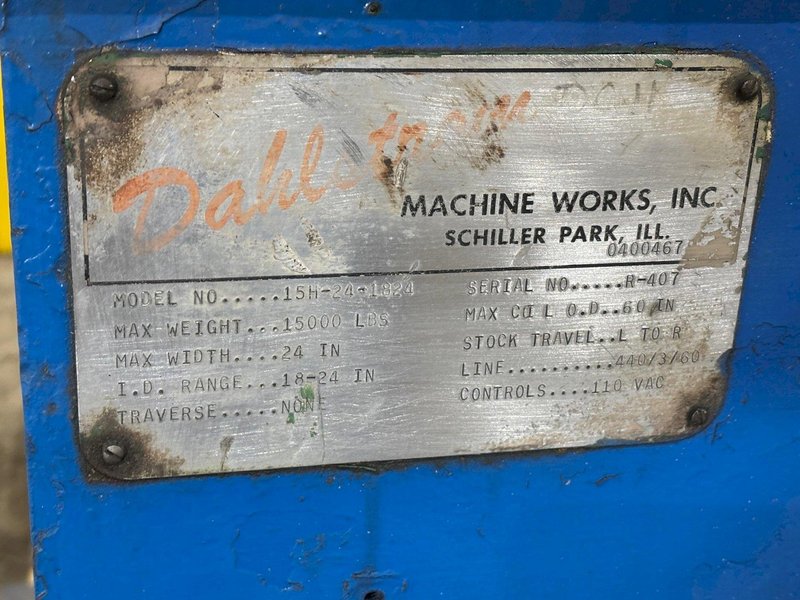 Dahlstrom
MACHINE WORKS, INC.
SCHILLER PARK, ILL.
0400467
MODEL NO.....15H-24-1824
MAX WEIGHT...15000 LBS
MAX WIDTH....24 IN
I.D. RANGE...18-24 IN
TRAVERSE.....NONE
SERIAL NO.....R-407
MAX COIL O.D..60 IN
STOCK TRAVEL..L TO R
LINE..........440/3/60
CONTROLS....110 VAC